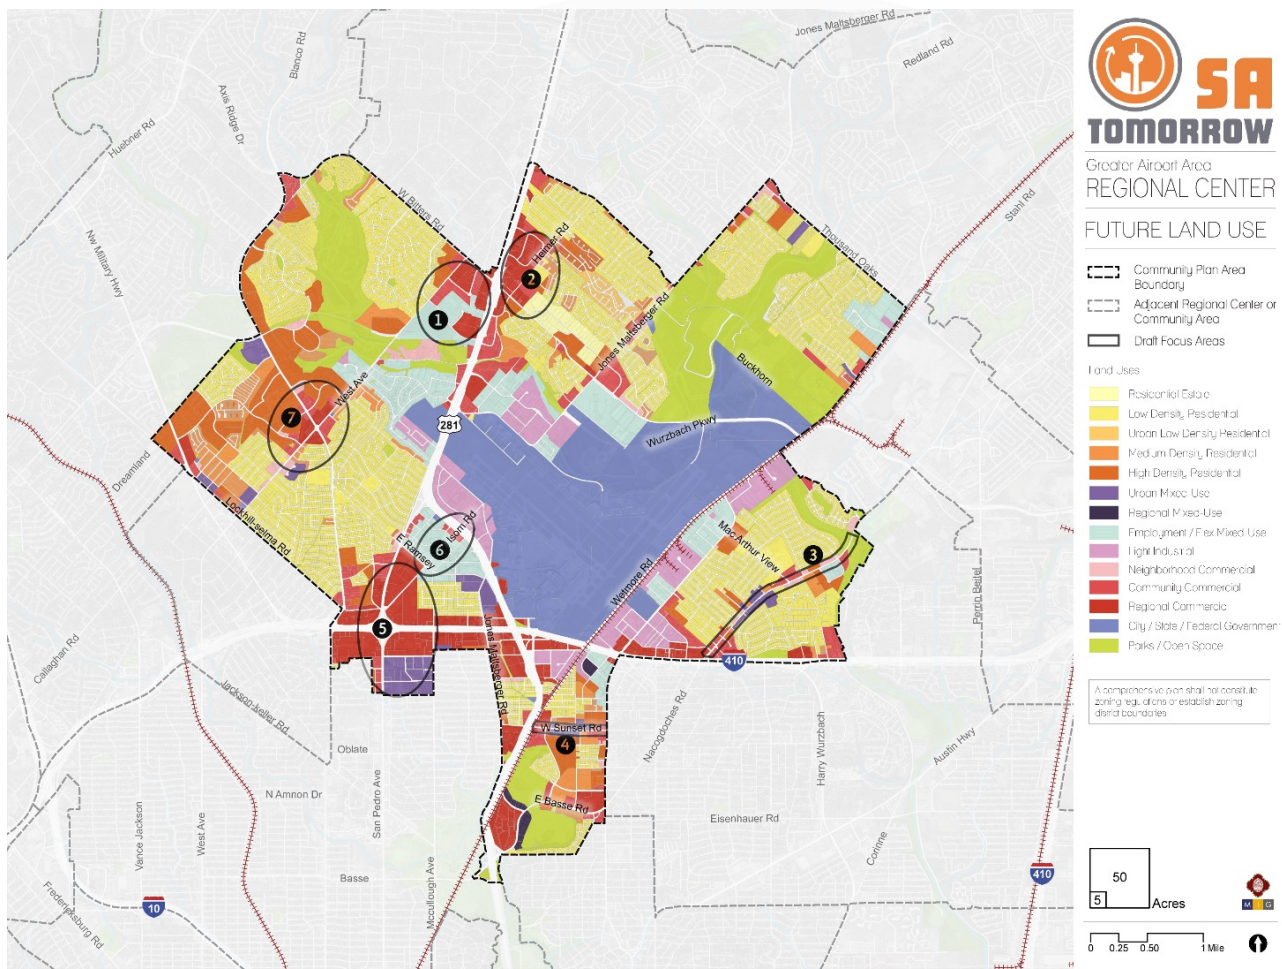 Jones Maltsberger Rd
Redland Rd
Blanco Rd
Axis Ridge Dr
Huebner Rd
W Bitters Rd
Nw Military Hwy
Heimer Rd
Thousand Oaks
Stahl Rd
2
1
Jones Maltsberger Rd
Buckhorn
West Ave
7
281
Wurzbach Pkwy
Dreamland
Lockhill-selma Rd
Isom Rd
E Ramsey
6
Mac Arthur View
3
Wetmore Rd
Perrin Beitel
5
Jones Maltsberger Rd
410
Callaghan Rd
Jackson-keller Rd
W Sunset Rd
4
Nacogdoches Rd
Harry Wurzbach
Austin Hwy
Oblate
San Pedro Ave
N Amnon Dr
E Basse Rd
Eisenhauer Rd
Vance Jackson
West Ave
Corinne
Basse
Mccullough Ave
410
10
Fredericksburg Rd
SA
TOMORROW
Greater Airport Area
REGIONAL CENTER
FUTURE LAND USE
Community Plan Area
Boundary
Adjacent Regional Center or
Community Area
Draft Focus Areas
Land Uses
Residential Estate
Low Density Residential
Urban Low Density Residential
Medium Density Residential
High Density Residential
Urban Mixed Use
Regional Mixed-Use
Employment / Flex Mixed Use
Light Industrial
Neighborhood Commercial
Community Commercial
Regional Commercial
City / State / Federal Government
Parks / Open Space
A comprehensive plan shall not constitute
zoning regulations or establish zoning
district boundaries
50
5
Acres
M I G
0 0.25 0.50 1 Mile